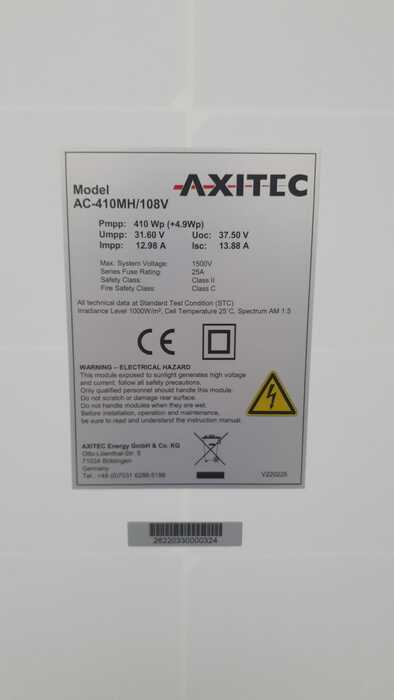 AXITEC
Model
AC-410MH/108V
Pmpp: 410 Wp (+4.9Wp)
Umpp: 31.60 V Uoc: 37.50 V
Impp: 12.98 A Isc: 13.88 A
Max. System Voltage: 1500V
Series Fuse Rating: 25A
Safety Class: Class II
Fire Safety Class: Class C
All technical data at Standard Test Condition (STC)
Irradiance Level 1000W/m², Cell Temperature 25°C, Spectrum AM 1.5
CE
WARNING – ELECTRICAL HAZARD
This module exposed to sunlight generates high voltage
and current, follow all safety precautions.
Only qualified personnel should handle this module.
Do not scratch or damage rear surface.
Do not handle modules when they are wet.
Before installation, operation and maintenance,
be sure to read and understand the instruction manual.
AXITEC Energy GmbH & Co. KG
Otto-Lilienthal-Str. 5
71034 Böblingen
Germany
Tel.: +49 (0)7031 6288-5186
V220225
26220330000324